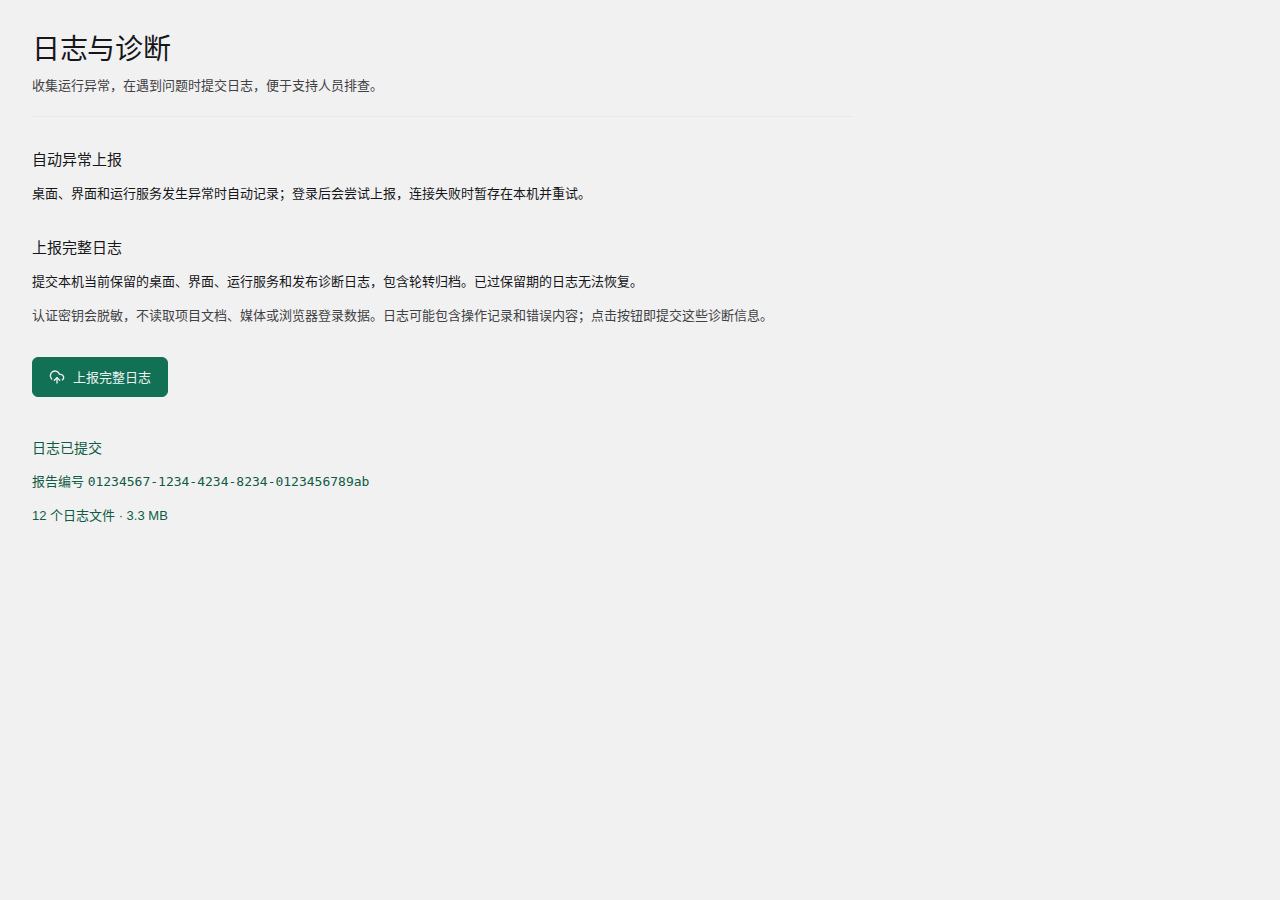 日志与诊断
收集运行异常，在遇到问题时提交日志，便于支持人员排查。
自动异常上报
桌面、界面和运行服务发生异常时自动记录；登录后会尝试上报，连接失败时暂存在本机并重试。
上报完整日志
提交本机当前保留的桌面、界面、运行服务和发布诊断日志，包含轮转归档。已过保留期的日志无法恢复。
认证密钥会脱敏，不读取项目文档、媒体或浏览器登录数据。日志可能包含操作记录和错误内容；点击按钮即提交这些诊断信息。
上报完整日志
日志已提交
报告编号 01234567-1234-4234-8234-0123456789ab
12 个日志文件 · 3.3 MB